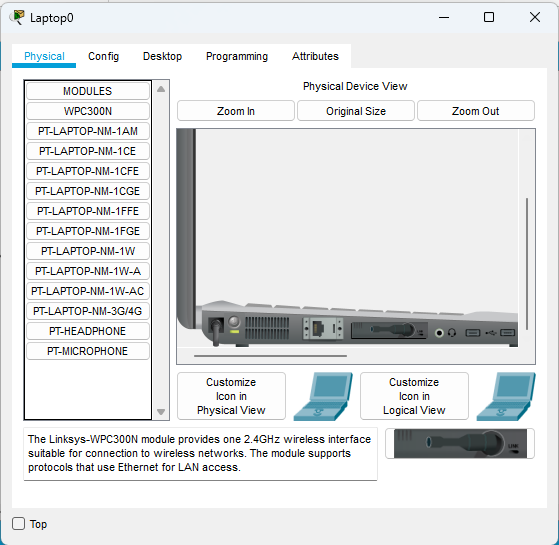 Laptop0
Physical
Config
Desktop
Programming
Attributes
MODULES
WPC300N
PT-LAPTOP-NM-1AM
PT-LAPTOP-NM-1CE
PT-LAPTOP-NM-1CFE
PT-LAPTOP-NM-1CGE
PT-LAPTOP-NM-1FFE
PT-LAPTOP-NM-1FGE
PT-LAPTOP-NM-1W
PT-LAPTOP-NM-1W-A
PT-LAPTOP-NM-1W-AC
PT-LAPTOP-NM-3G/4G
PT-HEADPHONE
PT-MICROPHONE
Physical Device View
Zoom In
Original Size
Zoom Out
Customize
Icon in
Physical View
Customize
Icon in
Logical View
The Linksys-WPC300N module provides one 2.4GHz wireless interface
suitable for connection to wireless networks. The module supports
protocols that use Ethernet for LAN access.
Top